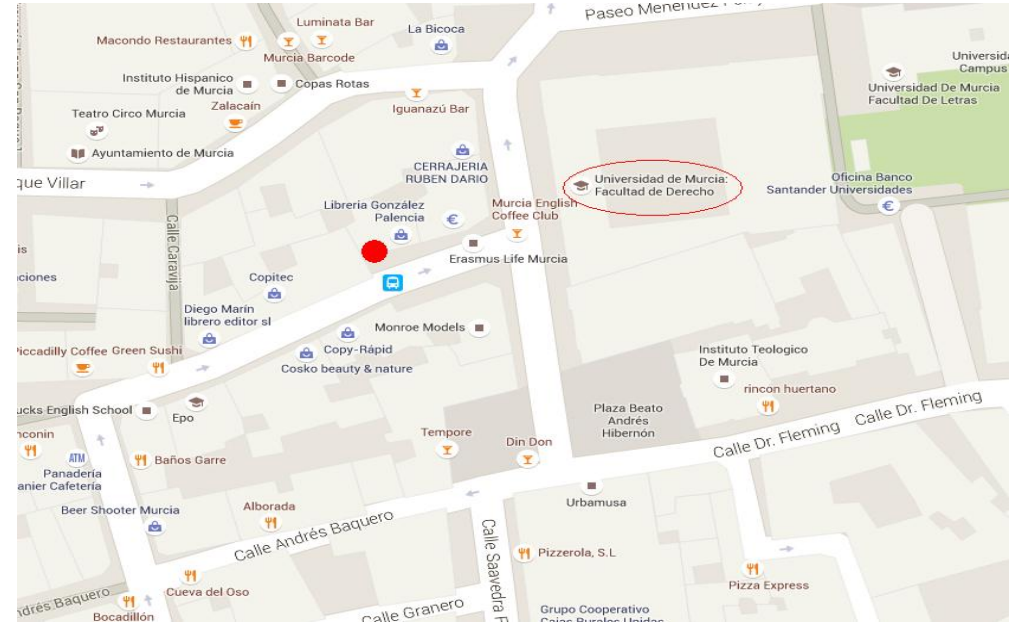 Paseo Menéndez Pelayo
Luminata Bar
La Bicoca
Macondo Restaurantes
Murcia Barcode
Universida
Campus
Instituto Hispanico
de Murcia
Copas Rotas
Universidad De Murcia
Facultad De Letras
Teatro Circo Murcia
Zalacaín
Iguanazú Bar
Ayuntamiento de Murcia
CERRAJERIA
RUBEN DARIO
que Villar
Universidad de Murcia:
Facultad de Derecho
Oficina Banco
Santander Universidades
Libreria González
Palencia
Murcia English
Coffee Club
Calle Caravija
is
Erasmus Life Murcia
ciones
Copitec
Diego Marín
librero editor sl
Monroe Models
Piccadilly Coffee
Green Sushi
Copy-Rápid
Cosko beauty & nature
Instituto Teologico
De Murcia
rincon huertano
ucks English School
Epo
Plaza Beato
Andrés
Hibernón
Calle Dr. Fleming
Calle Dr. Fleming
nconin
Tempore
Din Don
ATM
Baños Garre
Panadería
anier Cafetería
Urbamusa
Beer Shooter Murcia
Alborada
Calle Andrés Baquero
Calle Saavedra F
Pizzerola, S.L
Cueva del Oso
Pizza Express
ndrés Baquero
Bocadillón
Calle Granero
Grupo Cooperativo
Cajas Rurales Unidas